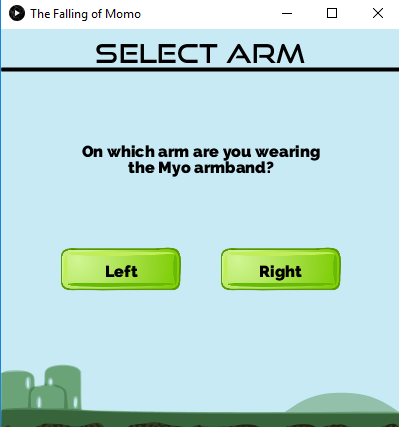 The Falling of Momo
SELECT ARM
On which arm are you wearing
the Myo armband?
Left
Right